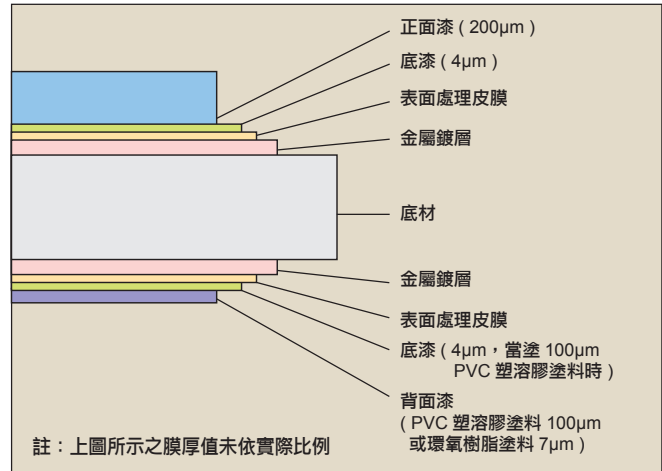 正面漆 ( 200μm )
底漆 ( 4μm )
表面處理皮膜
金屬鍍層
底材
金屬鍍層
表面處理皮膜
底漆 ( 4μm，當塗 100μm
PVC 塑溶膠塗料時 )
背面漆
( PVC 塑溶膠塗料 100μm
或環氧樹脂塗料 7μm )
註：上圖所示之膜厚值未依實際比例